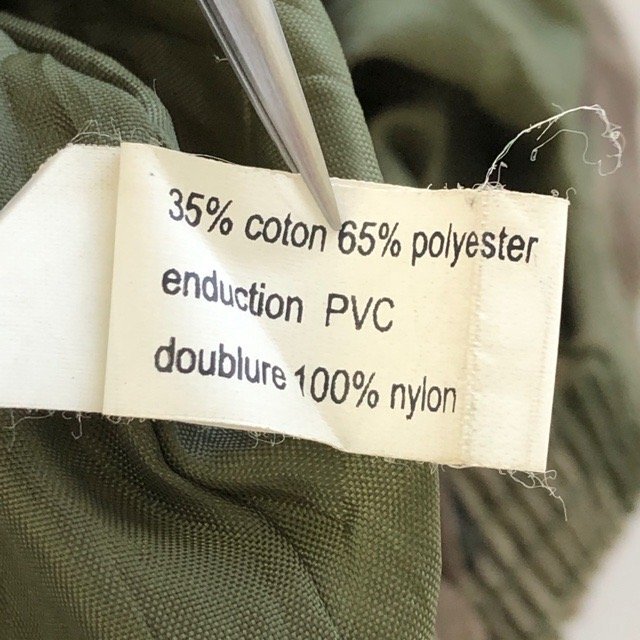 35% coton 65% polyester
enduction PVC
doublure 100% nylon